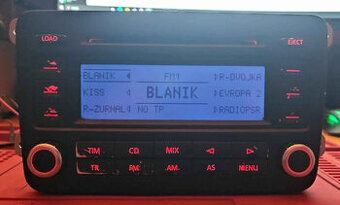 LOAD
EJECT
BLANIK FM1 R-DVOJKA
KISS BLANIK EVROPA 2
R-ZURNAL NO TP RADIOPSR
TIM CD MIX
TR FM AM AS MENU